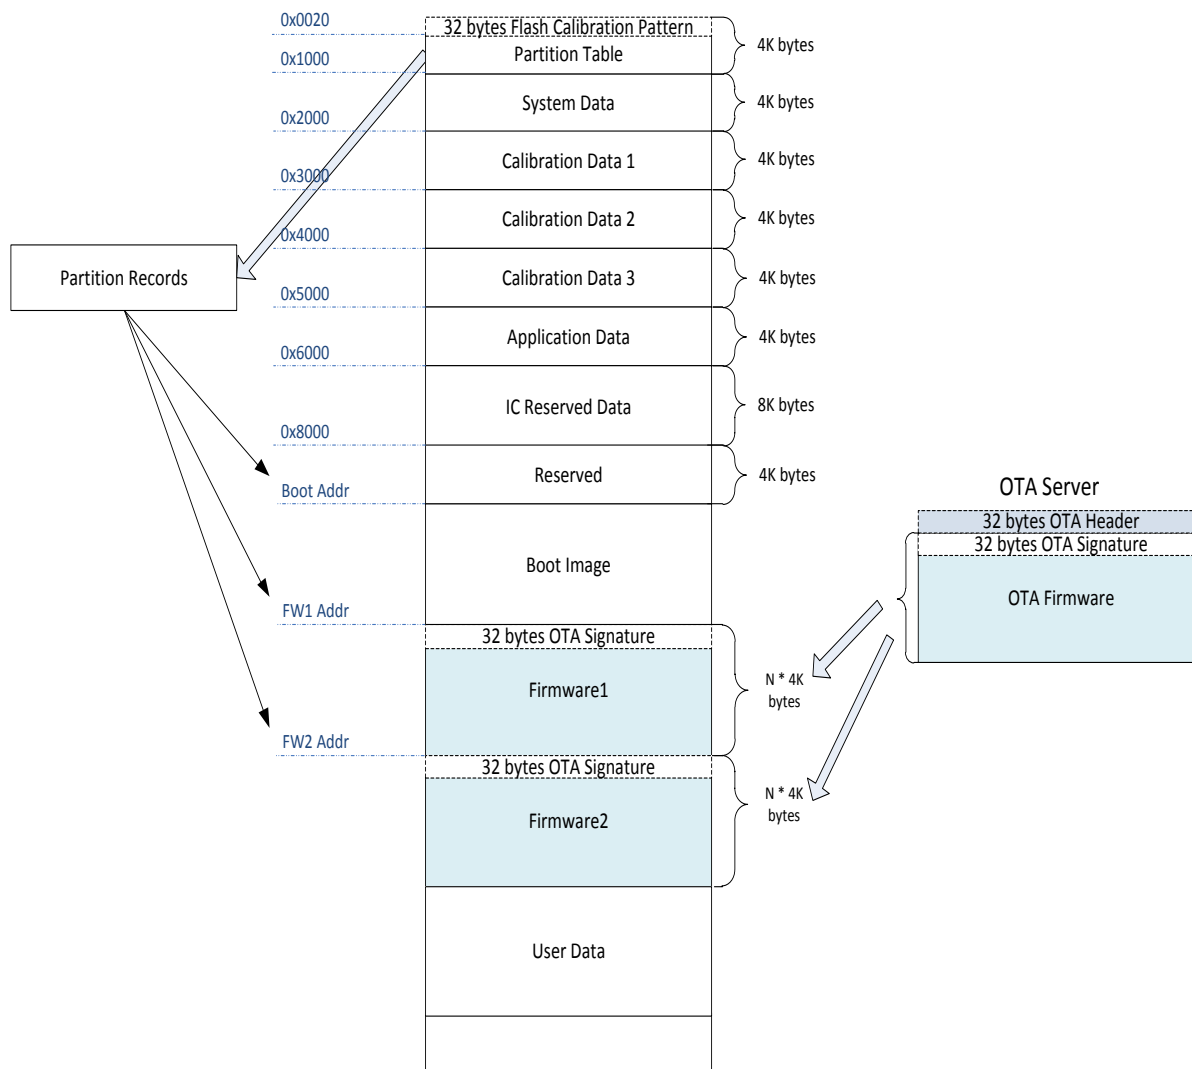 0x0020
32 bytes Flash Calibration Pattern
4K bytes
Partition Table
0x1000
System Data
4K bytes
0x2000
Calibration Data 1
4K bytes
0x3000
Calibration Data 2
4K bytes
0x4000
Partition Records
Calibration Data 3
4K bytes
0x5000
Application Data
4K bytes
0x6000
IC Reserved Data
8K bytes
0x8000
Reserved
4K bytes
Boot Addr
OTA Server
32 bytes OTA Header
32 bytes OTA Signature
OTA Firmware
Boot Image
FW1 Addr
32 bytes OTA Signature
Firmware1
N * 4K
bytes
FW2 Addr
32 bytes OTA Signature
Firmware2
N * 4K
bytes
User Data